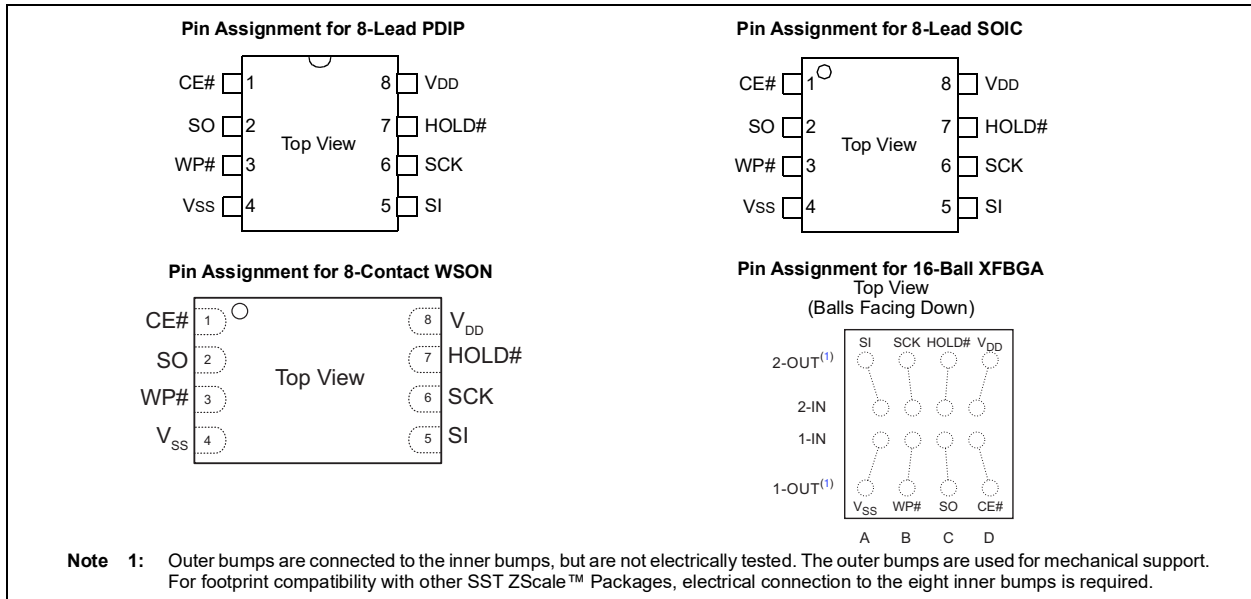 Pin Assignment for 8-Lead PDIP
CE# 1 8 VDD
SO 2 7 HOLD#
Top View
WP# 3 6 SCK
VSS 4 5 SI
Pin Assignment for 8-Lead SOIC
CE# 1 8 VDD
SO 2 7 HOLD#
Top View
WP# 3 6 SCK
VSS 4 5 SI
Pin Assignment for 8-Contact WSON
CE# 1 8 VDD
SO 2 7 HOLD#
Top View
WP# 3 6 SCK
VSS 4 5 SI
Pin Assignment for 16-Ball XFBGA
Top View
(Balls Facing Down)
SI SCK HOLD# VDD
2-OUT(1)
2-IN
1-IN
1-OUT(1)
VSS WP# SO CE#
A B C D
Note 1: Outer bumps are connected to the inner bumps, but are not electrically tested. The outer bumps are used for mechanical support.
For footprint compatibility with other SST ZScale™ Packages, electrical connection to the eight inner bumps is required.